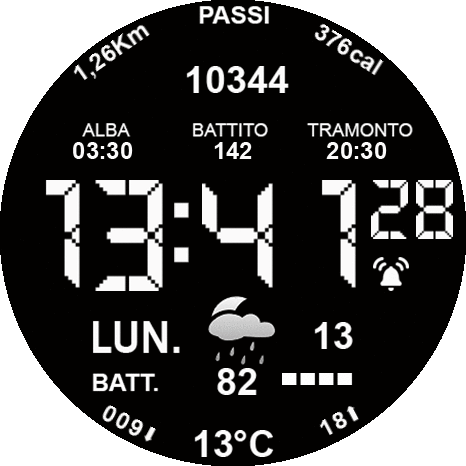 PASSI
1,26Km
376cal
10344
ALBA BATTITO TRAMONTO
03:30 142 20:30
13:41 28
LUN. 13
BATT. 82
600⬇
18⬆
13°C